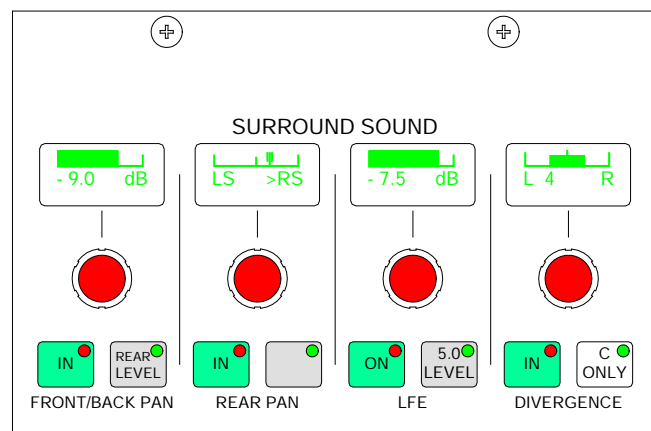 SURROUND SOUND
- 9.0 dB
LS >RS
- 7.5 dB
L 4 R
IN
REAR
LEVEL
IN
ON
5.0
LEVEL
IN
C
ONLY
FRONT/BACK PAN
REAR PAN
LFE
DIVERGENCE